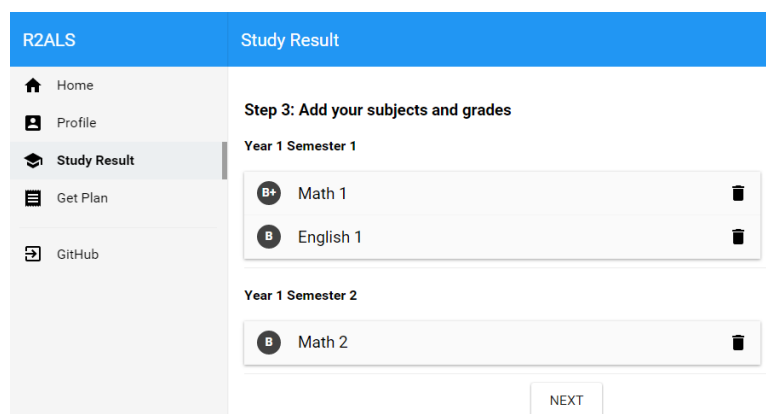 R2ALS
Study Result
Home
Profile
Study Result
Get Plan
GitHub
Step 3: Add your subjects and grades
Year 1 Semester 1
B+ Math 1
B English 1
Year 1 Semester 2
B Math 2
NEXT